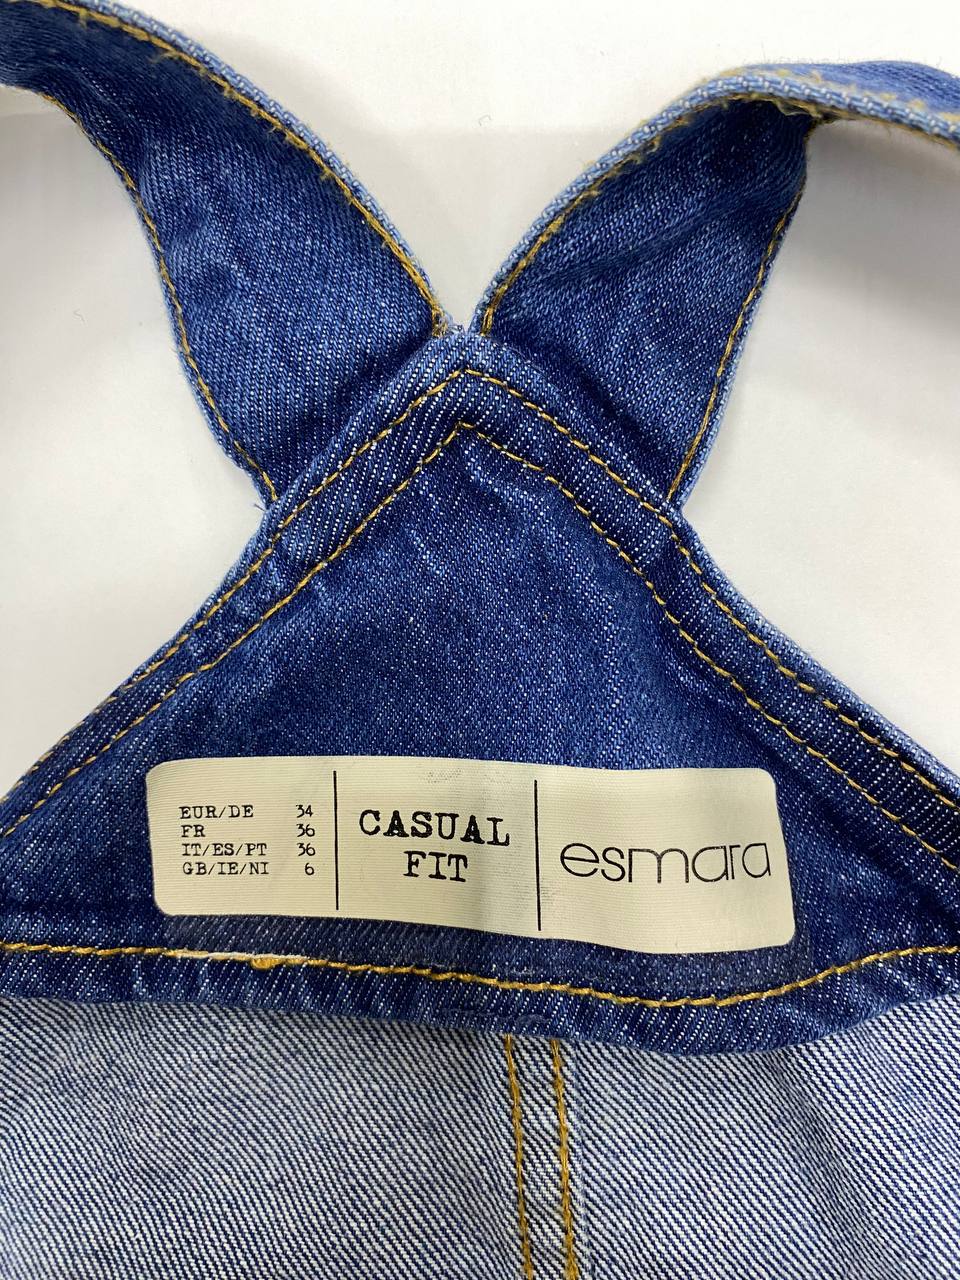 EUR/DE 34
FR 36
IT/ES/PT 36
GB/IE/NI 6
CASUAL
FIT
esmara